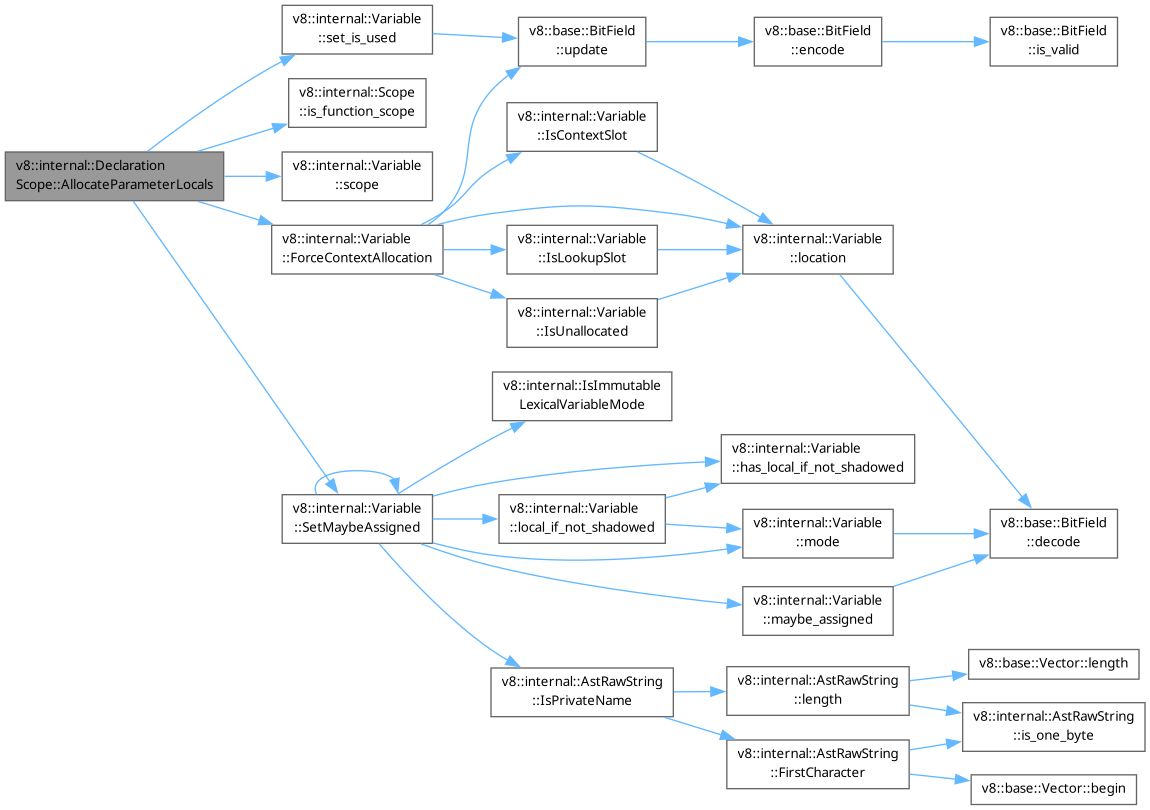 v8::internal::Declaration
Scope::AllocateParameterLocals
v8::internal::Variable
::set_is_used
v8::base::BitField
::update
v8::base::BitField
::encode
v8::base::BitField
::is_valid
v8::internal::Scope
::is_function_scope
v8::internal::Variable
::scope
v8::internal::Variable
::ForceContextAllocation
v8::internal::Variable
::IsContextSlot
v8::internal::Variable
::IsLookupSlot
v8::internal::Variable
::IsUnallocated
v8::internal::Variable
::location
v8::internal::Variable
::SetMaybeAssigned
v8::internal::IsImmutable
LexicalVariableMode
v8::internal::Variable
::has_local_if_not_shadowed
v8::internal::Variable
::local_if_not_shadowed
v8::internal::Variable
::mode
v8::base::BitField
::decode
v8::internal::Variable
::maybe_assigned
v8::internal::AstRawString
::IsPrivateName
v8::internal::AstRawString
::length
v8::base::Vector::length
v8::internal::AstRawString
::is_one_byte
v8::internal::AstRawString
::FirstCharacter
v8::base::Vector::begin